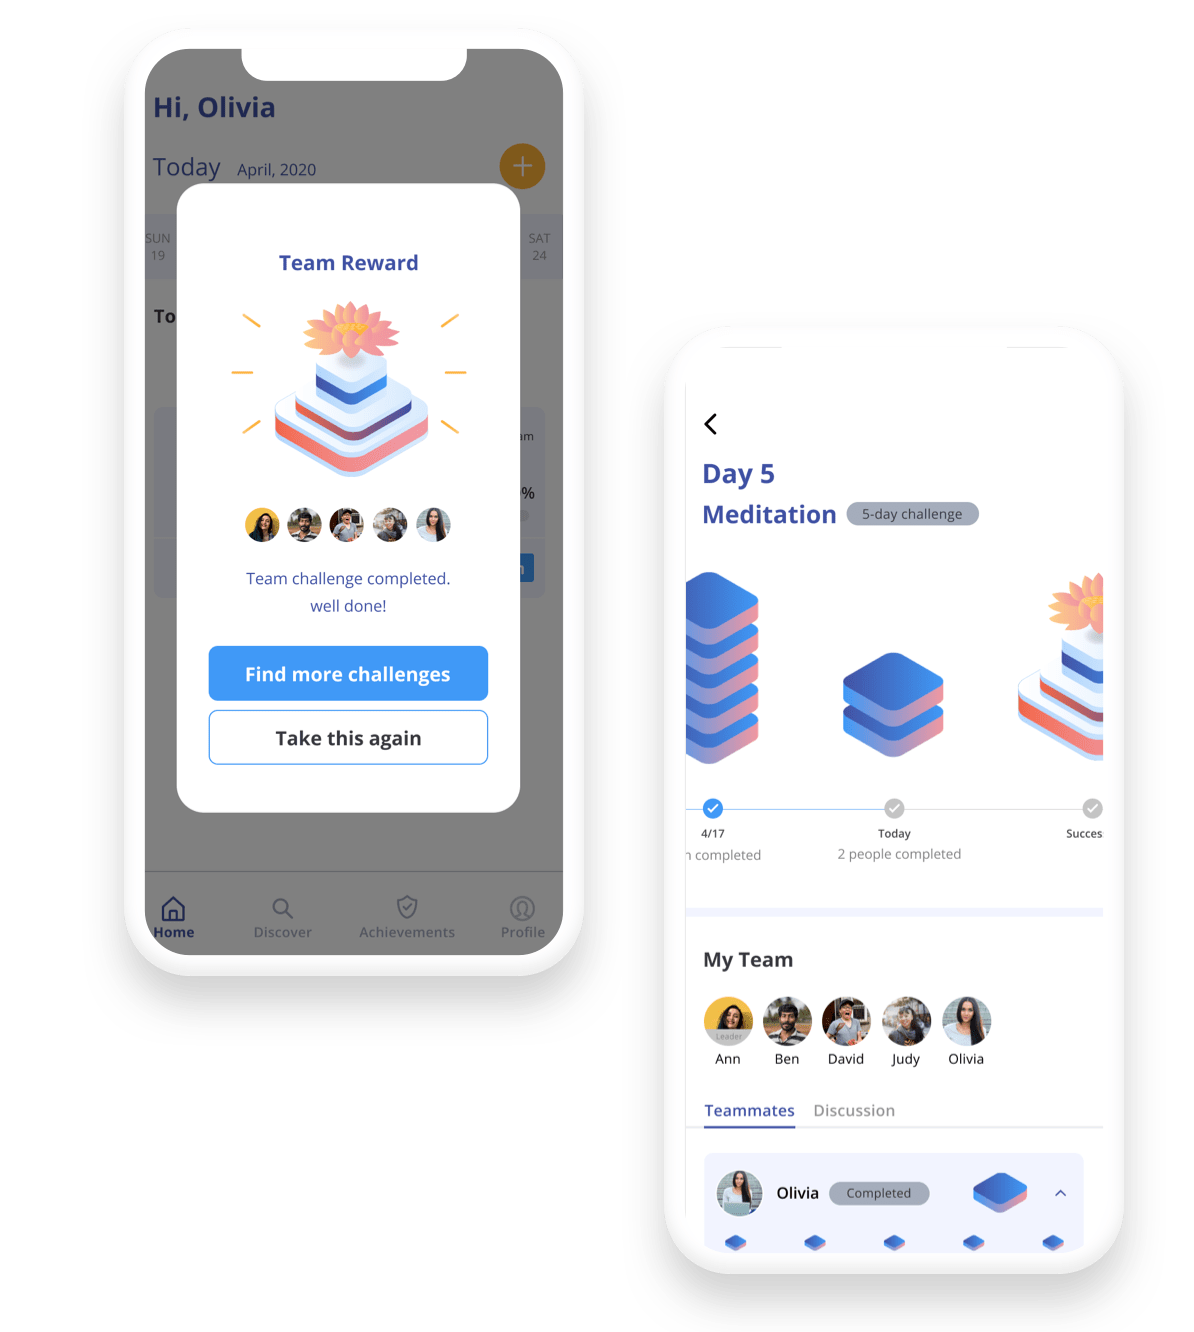 Hi, Olivia
Today April, 2020
SUN
19
SAT
24
Team Reward
To
am
%
Team challenge completed.
well done!
Find more challenges
Take this again
Home
Discover
Achievements
Profile
Day 5
Meditation 5-day challenge
4/17
Today
Succes
completed
2 people completed
My Team
Leader
Ann
Ben
David
Judy
Olivia
Teammates
Discussion
Olivia Completed